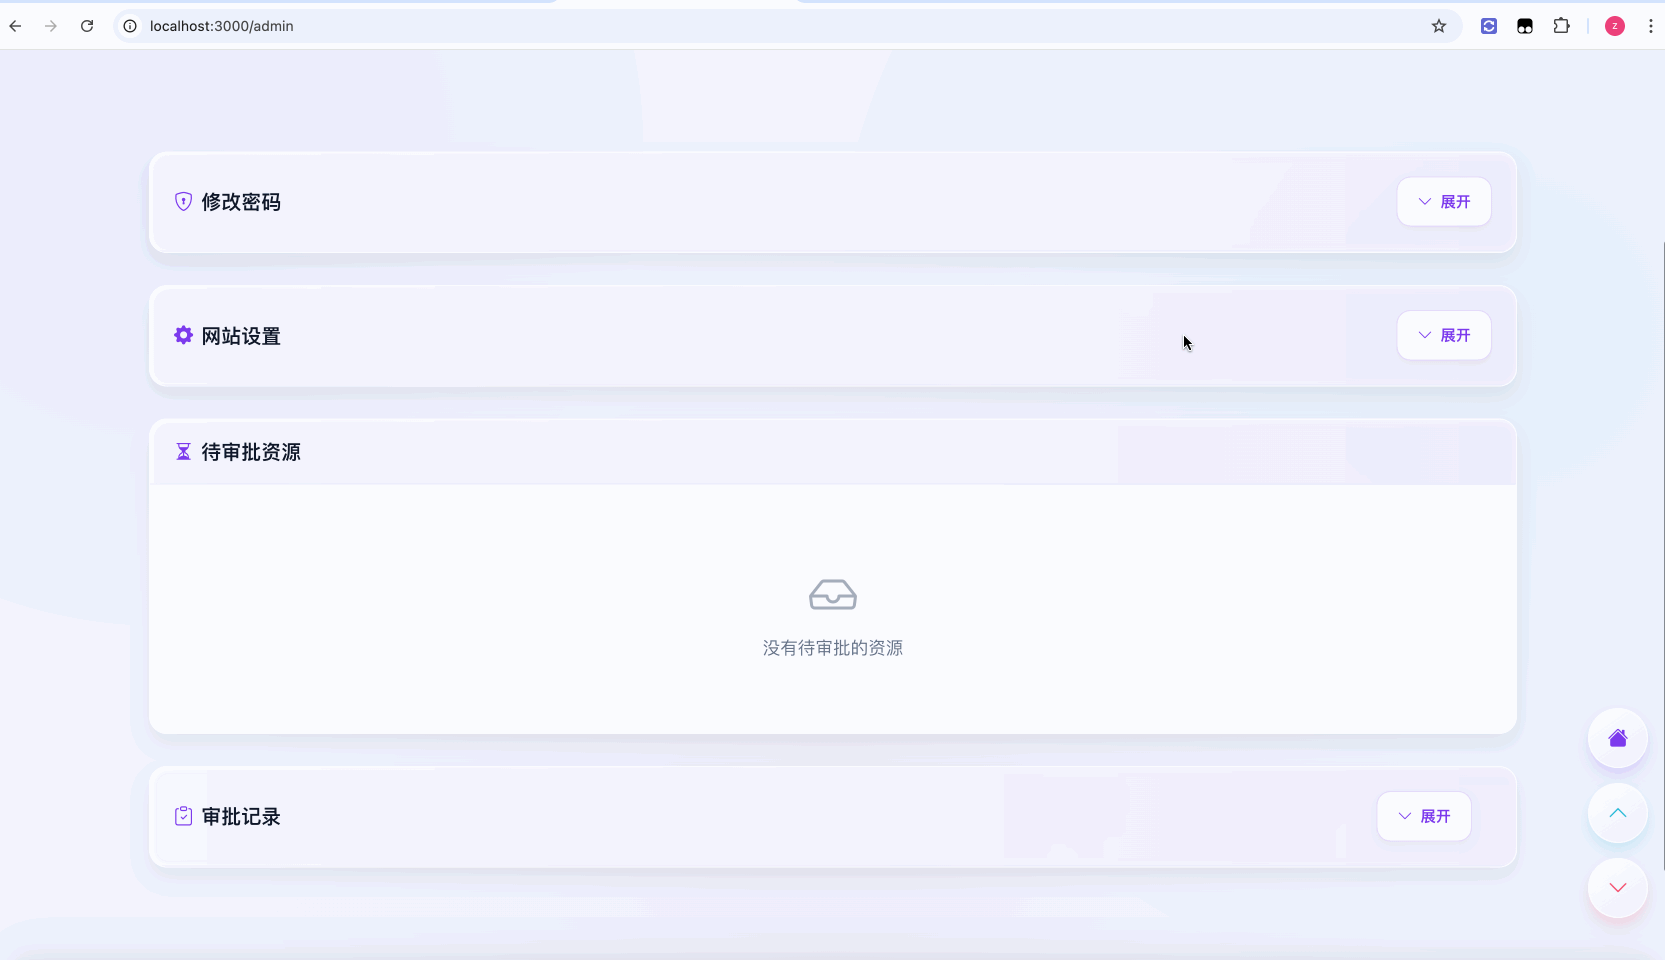 localhost:3000/admin
z
修改密码
展开
网站设置
展开
待审批资源
没有待审批的资源
审批记录
展开